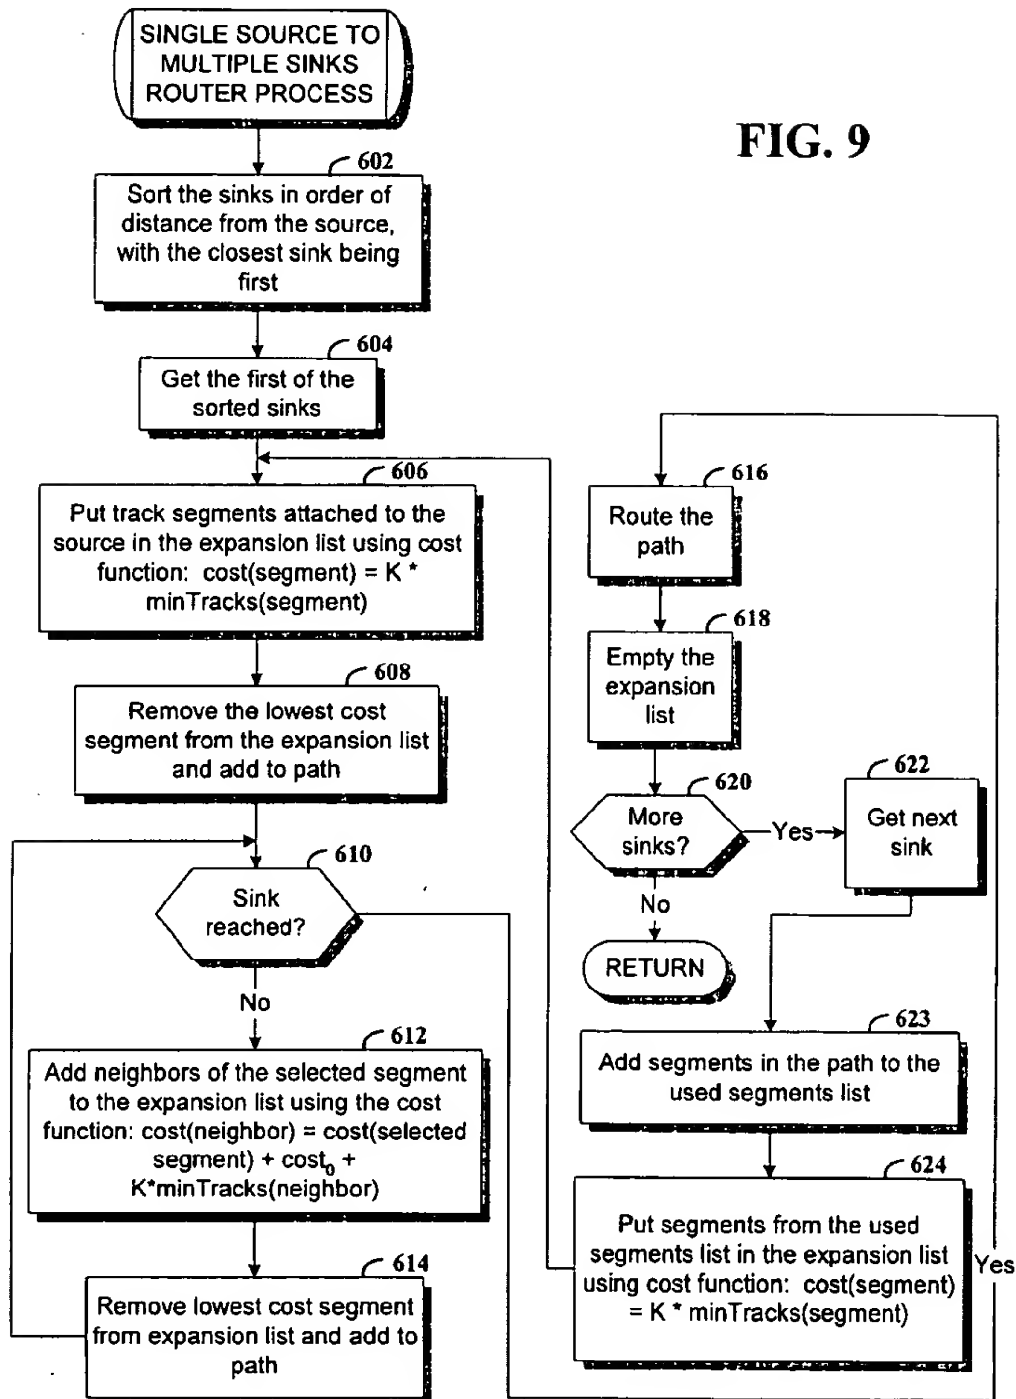 SINGLE SOURCE TO
MULTIPLE SINKS
ROUTER PROCESS
FIG. 9
602
Sort the sinks in order of
distance from the source,
with the closest sink being
first
604
Get the first of the
sorted sinks
606
Put track segments attached to the
source in the expansion list using cost
function: cost(segment) = K *
minTracks(segment)
608
Remove the lowest cost
segment from the expansion list
and add to path
610
Sink
reached?
No
612
Add neighbors of the selected segment
to the expansion list using the cost
function: cost(neighbor) = cost(selected
segment) + cost₀ +
K*minTracks(neighbor)
614
Remove lowest cost segment
from expansion list and add to
path
616
Route the
path
618
Empty the
expansion
list
620
More
sinks?
Yes
622
Get next
sink
No
RETURN
623
Add segments in the path to the
used segments list
624
Put segments from the used
segments list in the expansion list
using cost function: cost(segment)
= K * minTracks(segment)
Yes